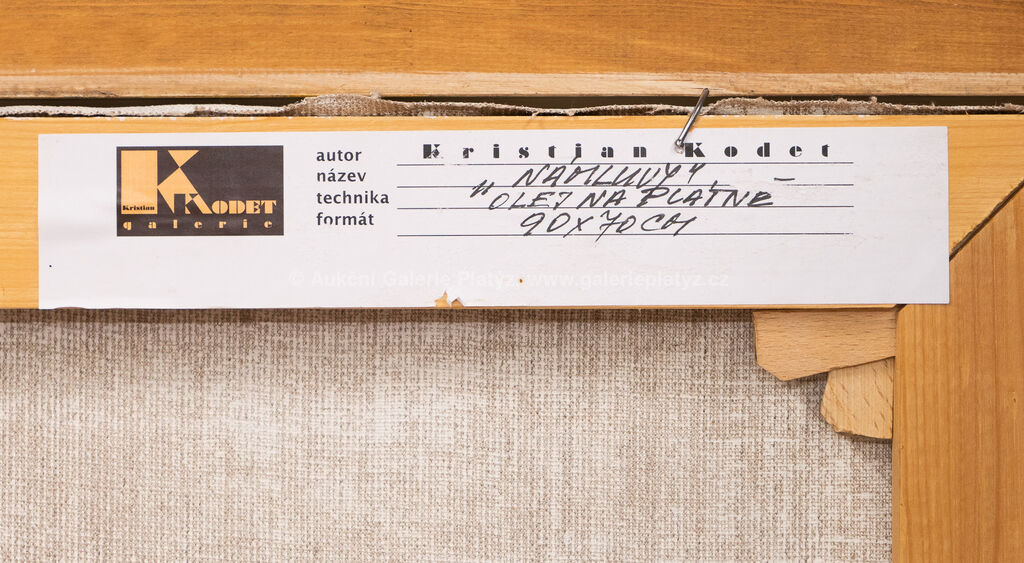 Kristian
KODET
galerie
autor Kristjan Kodet
název „NÁMLUVY"
technika OLEJ NA PLÁTNĚ
formát 90x70CM
© Aukční Galerie Platýz, www.galerieplatyz.cz